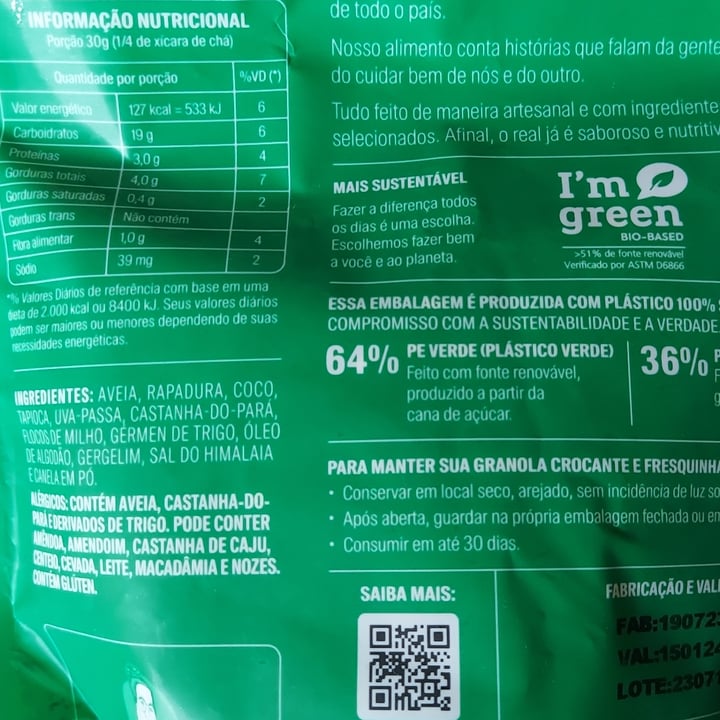 INFORMAÇÃO NUTRICIONAL
Porção 30g (1/4 de xícara de chá)
Quantidade por porção %VD (*)
Valor energético 127 kcal = 533 kJ 6
Carboidratos 19 g 6
Proteínas 3,0 g 4
Gorduras totais 4,0 g 7
Gorduras saturadas 0,4 g 2
Gorduras trans Não contém
Fibra alimentar 1,0 g 4
Sódio 39 mg 2
*% Valores Diários de referência com base em uma
dieta de 2.000 kcal ou 8400 kJ. Seus valores diários
podem ser maiores ou menores dependendo de suas
necessidades energéticas.
INGREDIENTES: AVEIA, RAPADURA, COCO,
TAPIOCA, UVA-PASSA, CASTANHA-DO-PARÁ,
FLOCOS DE MILHO, GÉRMEN DE TRIGO, ÓLEO
DE ALGODÃO, GERGELIM, SAL DO HIMALAIA
E CANELA EM PÓ.
ALÉRGICOS: CONTÉM AVEIA, CASTANHA-DO-
PARÁ E DERIVADOS DE TRIGO. PODE CONTER
AMÊNDOA, AMENDOIM, CASTANHA DE CAJU,
CENTEIO, CEVADA, LEITE, MACADÂMIA E NOZES.
CONTÉM GLÚTEN.
de todo o país.
Nosso alimento conta histórias que falam da gente
do cuidar bem de nós e do outro.
Tudo feito de maneira artesanal e com ingrediente
selecionados. Afinal, o real já é saboroso e nutritiv
MAIS SUSTENTÁVEL
Fazer a diferença todos
os dias é uma escolha.
Escolhemos fazer bem
a você e ao planeta.
I'm
green
BIO-BASED
>51% de fonte renovável
Verificado por ASTM D6866
ESSA EMBALAGEM É PRODUZIDA COM PLÁSTICO 100%
COMPROMISSO COM A SUSTENTABILIDADE E A VERDADE
64% PE VERDE (PLÁSTICO VERDE)
Feito com fonte renovável,
produzido a partir da
cana de açúcar.
36%
PARA MANTER SUA GRANOLA CROCANTE E FRESQUINHA
• Conservar em local seco, arejado, sem incidência de luz so
• Após aberta, guardar na própria embalagem fechada ou em
• Consumir em até 30 dias.
SAIBA MAIS:
FABRICAÇÃO E VALI
FAB:19072
VAL:150124
LOTE:2307